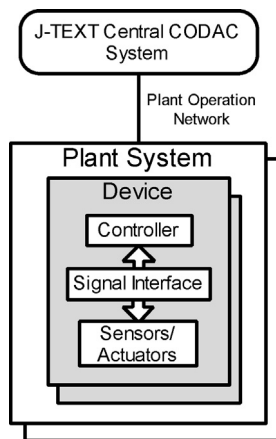 J-TEXT Central CODAC
System
Plant Operation
Network
Plant System
Device
Controller
Signal Interface
Sensors/
Actuators